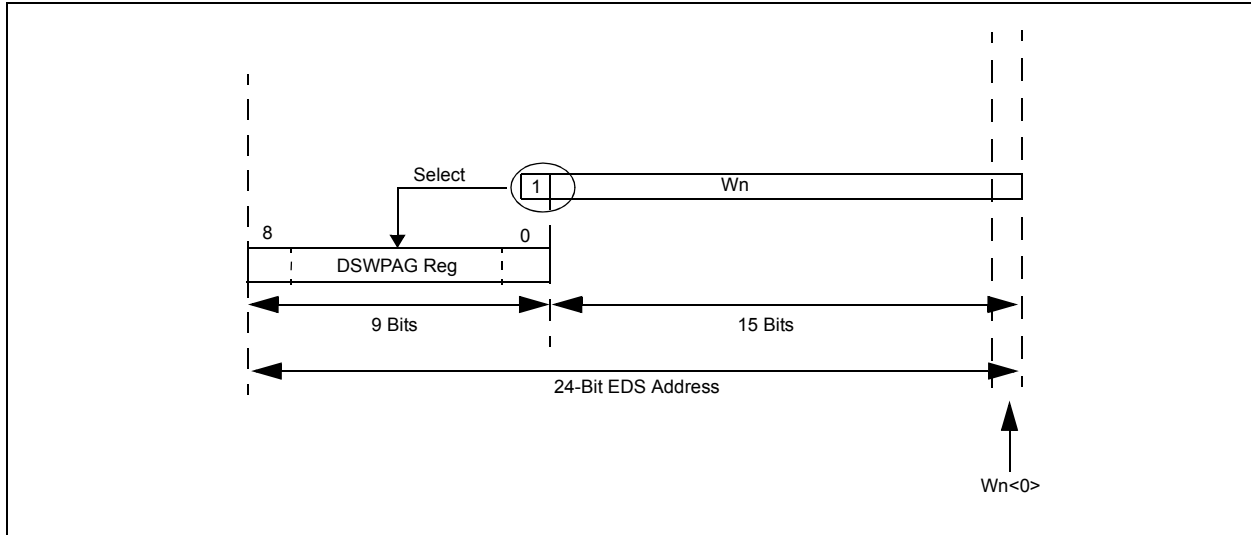 Select
1
Wn
8
0
DSWPAG Reg
9 Bits
15 Bits
24-Bit EDS Address
Wn<0>